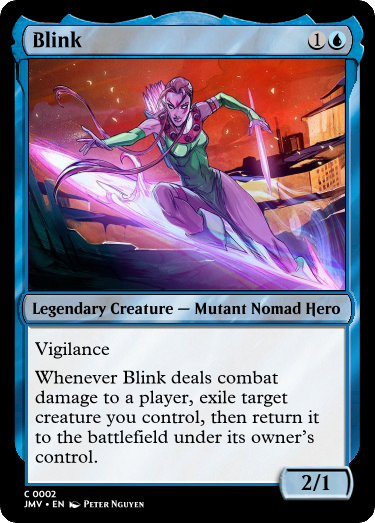 Blink 1
Legendary Creature — Mutant Nomad Hero
Vigilance
Whenever Blink deals combat
damage to a player, exile target
creature you control, then return it
to the battlefield under its owner's
control.
2/1
C 0002
JMV • EN Peter Nguyen